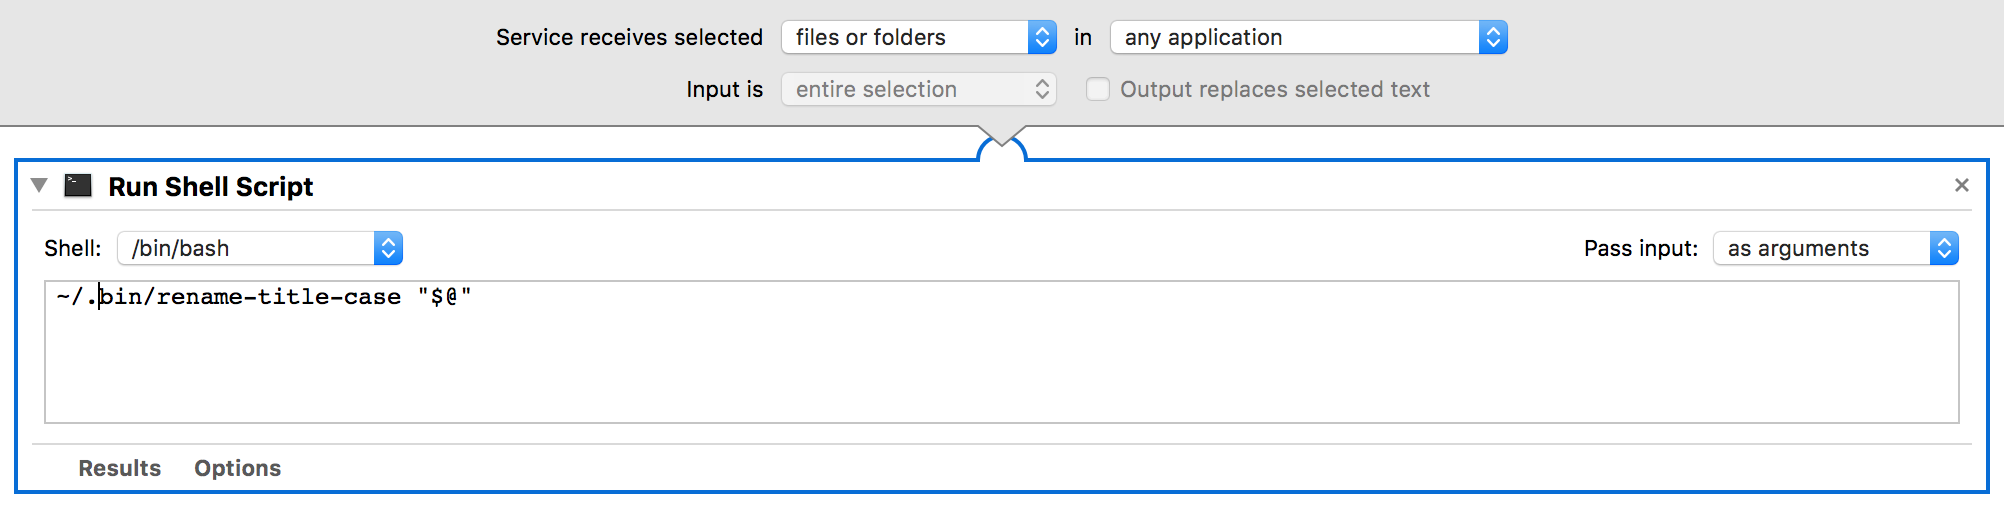 Service receives selected files or folders in any application
Input is entire selection Output replaces selected text
>_
Run Shell Script
Shell: /bin/bash Pass input: as arguments
~/.bin/rename-title-case "$@"
Results Options